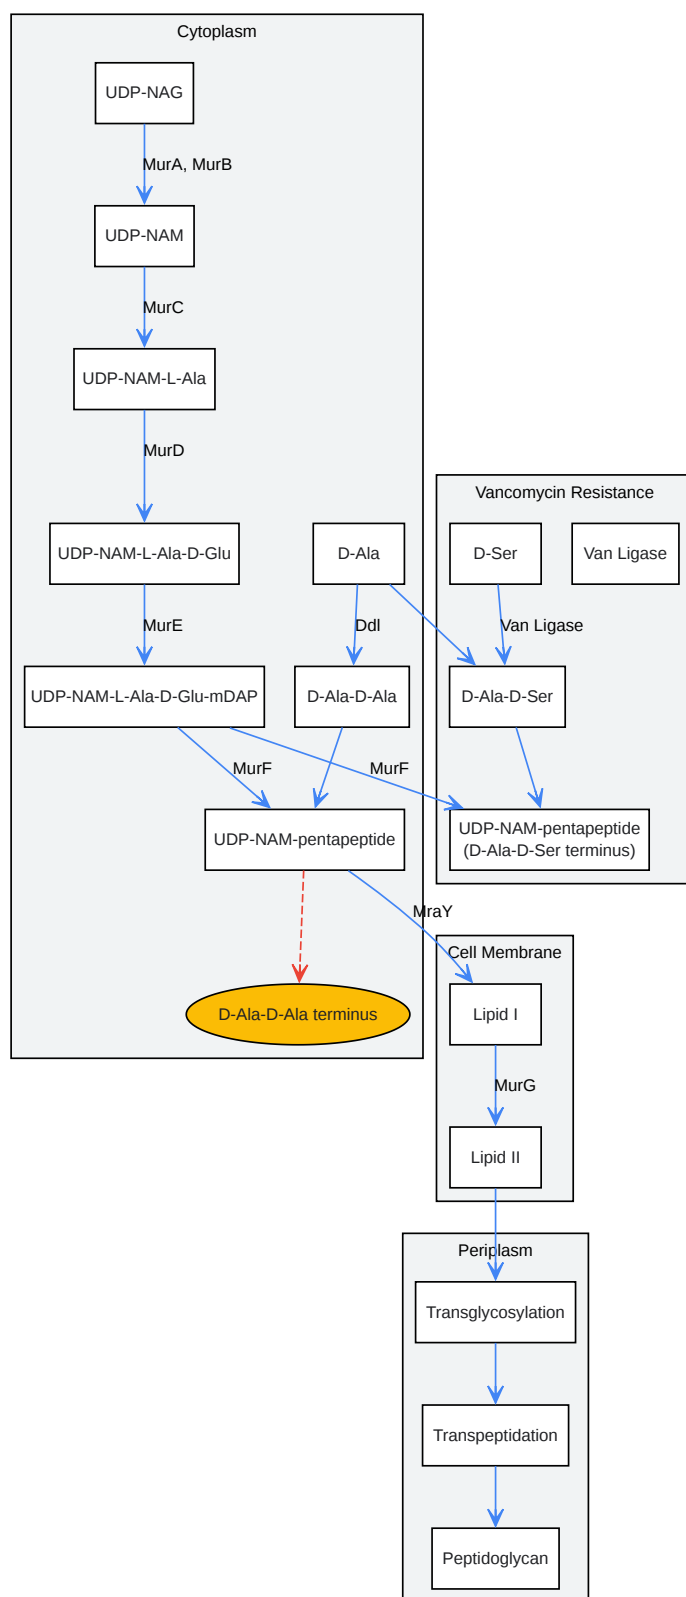 Cytoplasm
UDP-NAG
MurA, MurB
UDP-NAM
MurC
UDP-NAM-L-Ala
MurD
UDP-NAM-L-Ala-D-Glu
MurE
UDP-NAM-L-Ala-D-Glu-mDAP
D-Ala
Ddl
D-Ala-D-Ala
MurF
UDP-NAM-pentapeptide
D-Ala-D-Ala terminus
Vancomycin Resistance
D-Ser
Van Ligase
Van Ligase
D-Ala-D-Ser
MurF
UDP-NAM-pentapeptide
(D-Ala-D-Ser terminus)
MraY
Cell Membrane
Lipid I
MurG
Lipid II
Periplasm
Transglycosylation
Transpeptidation
Peptidoglycan